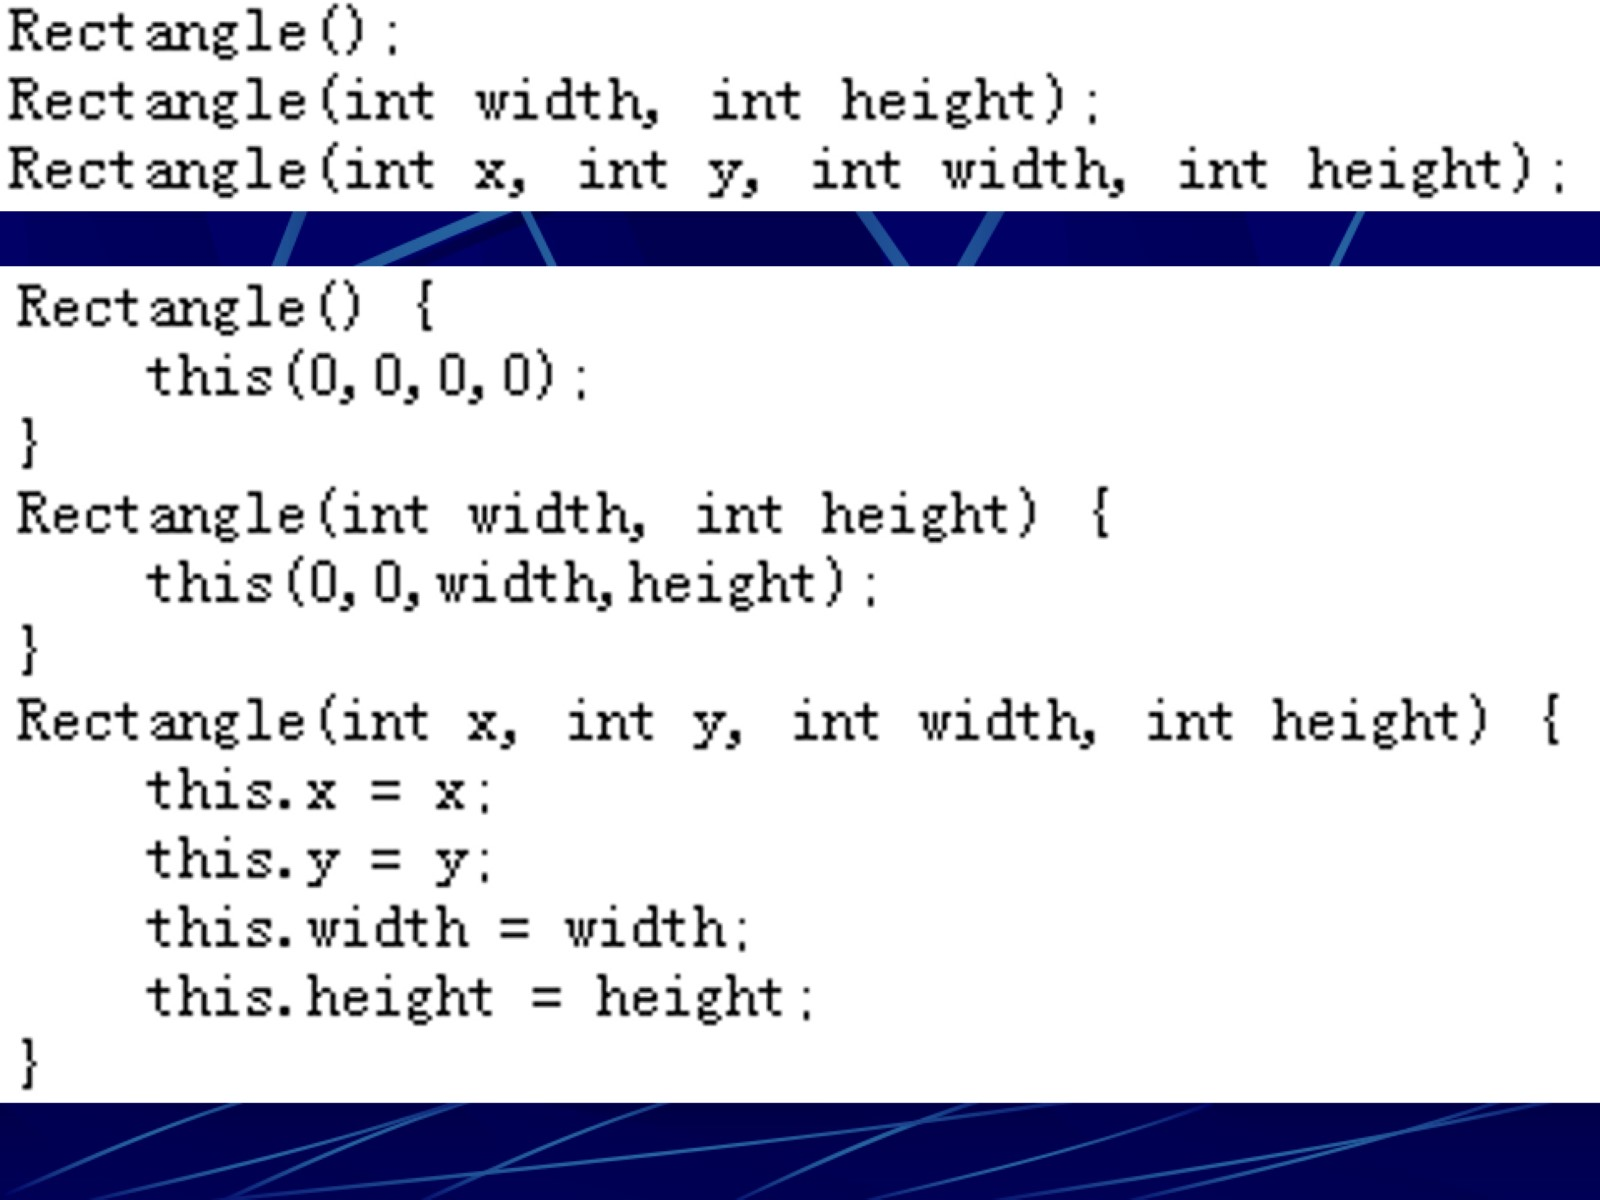 Rectangle();
Rectangle(int width, int height);
Rectangle(int x, int y, int width, int height);
Rectangle() {
    this(0,0,0,0);
}
Rectangle(int width, int height) {
    this(0,0,width,height);
}
Rectangle(int x, int y, int width, int height) {
    this.x = x;
    this.y = y;
    this.width = width;
    this.height = height;
}